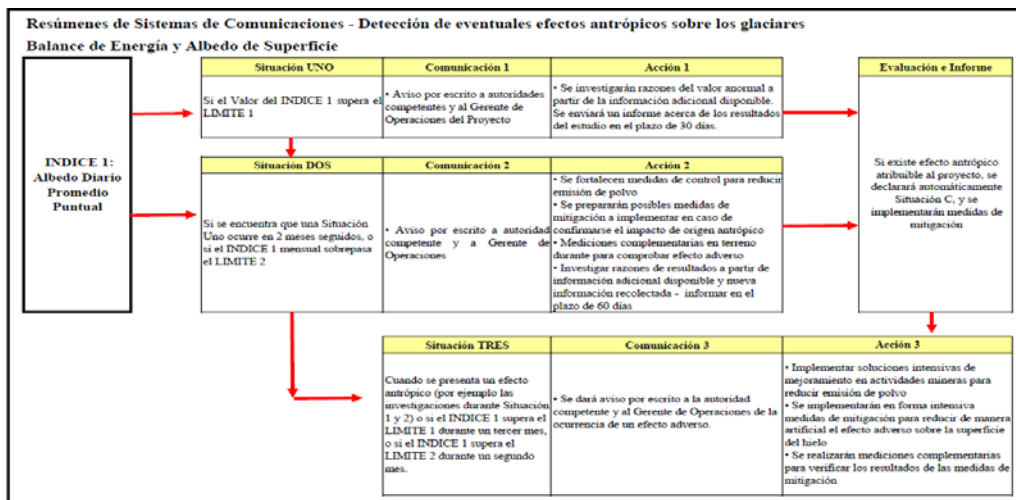 Resúmenes de Sistemas de Comunicaciones - Detección de eventuales efectos antrópicos sobre los glaciares
Balance de Energía y Albedo de Superficie
INDICE 1:
Albedo Diario
Promedio
Puntual
Situación UNO
Si el Valor del INDICE 1 supera el
LIMITE 1
Comunicación 1
• Aviso por escrito a autoridades
competentes y al Gerente de
Operaciones del Proyecto
Acción 1
• Se investigarán razones del valor anormal a
partir de la información adicional disponible.
Se enviará un informe acerca de los resultados
del estudio en el plazo de 30 días.
Evaluación e Informe
Si existe efecto antrópico
atribuible al proyecto, se
declarará automáticamente
Situación C, y se
implementarán medidas de
mitigación
Situación DOS
Si se encuentra que una Situación
Uno ocurre en 2 meses seguidos, o
si el INDICE 1 mensual sobrepasa
el LIMITE 2
Comunicación 2
• Aviso por escrito a autoridad
competente y a Gerente de
Operaciones
Acción 2
• Se fortalecen medidas de control para reducir
emisión de polvo
• Se prepararán posibles medidas de
mitigación a implementar en caso de
confirmarse el impacto de origen antrópico
• Mediciones complementarias en terreno
durante para comprobar efecto adverso
• Investigar razones de resultados a partir de
información adicional disponible y nueva
información recolectada - informar en el
plazo de 60 días
Situación TRES
Cuando se presenta un efecto
antrópico (por ejemplo las
investigaciones durante Situación
1 y 2) o si el INDICE 1 supera el
LIMITE 1 durante un tercer mes,
o si el INDICE 1 supera el
LIMITE 2 durante un segundo
mes.
Comunicación 3
• Se dará aviso por escrito a la autoridad
competente y al Gerente de Operaciones de la
ocurrencia de un efecto adverso.
Acción 3
• Implementar soluciones intensivas de
mejoramiento en actividades mineras para
reducir emisión de polvo
• Se implementarán en forma intensiva
medidas de mitigación para reducir de manera
artificial el efecto adverso sobre la superficie
del hielo
• Se realizarán mediciones complementarias
para verificar los resultados de las medidas de
mitigación